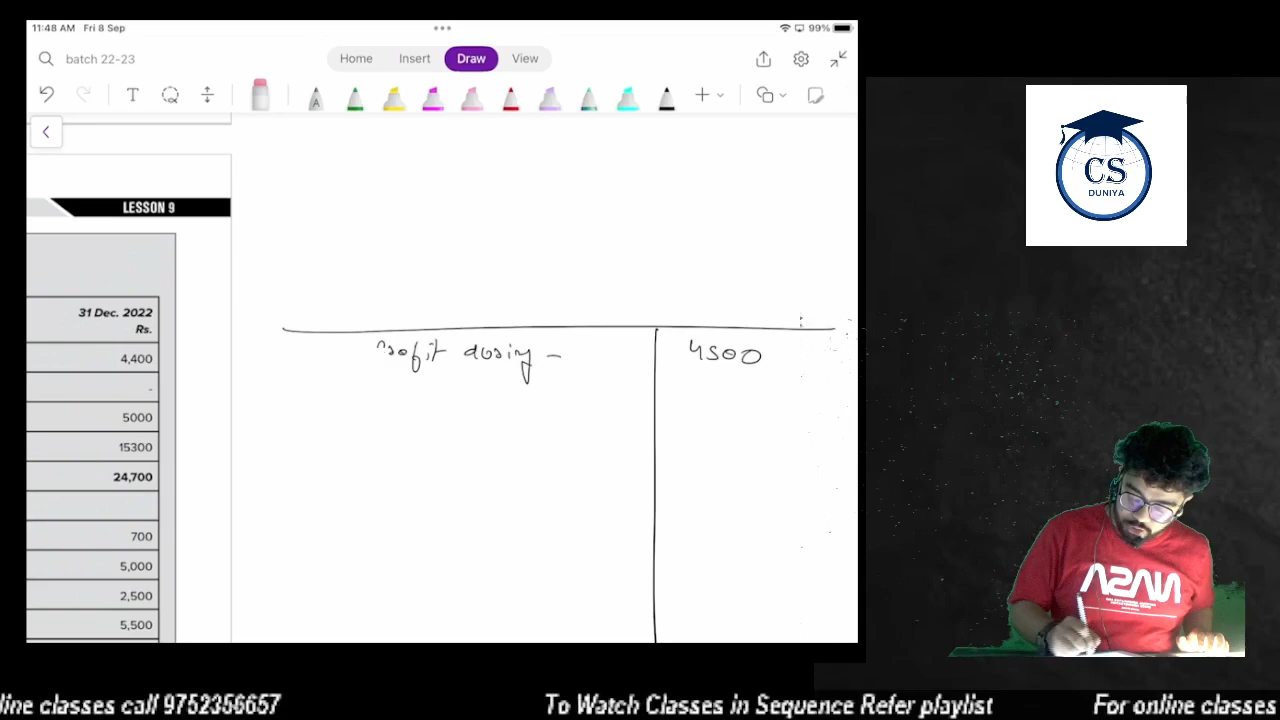 11:48 AM Fri 8 Sep
99%
batch 22-23
Home Insert Draw View
LESSON 9
31 Dec. 2022
Rs.
4,400
-
5000
15300
24,700
700
5,000
2,500
5,500
4500
CS
DUNIYA
line classes call 9752356657 To Watch Classes in Sequence Refer playlist For online classes